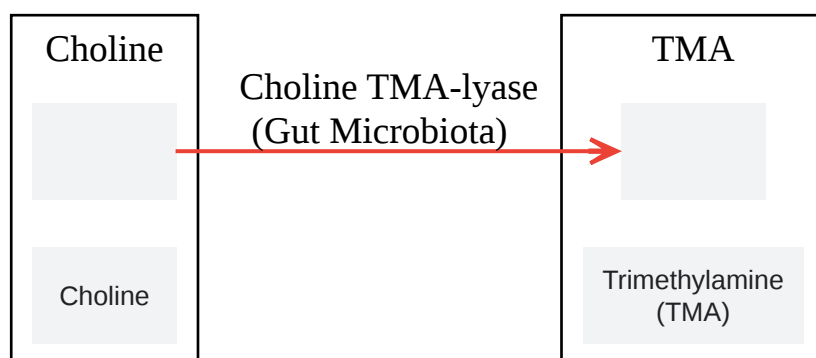 Choline
TMA
Choline TMA-lyase
(Gut Microbiota)
Choline
Trimethylamine
(TMA)